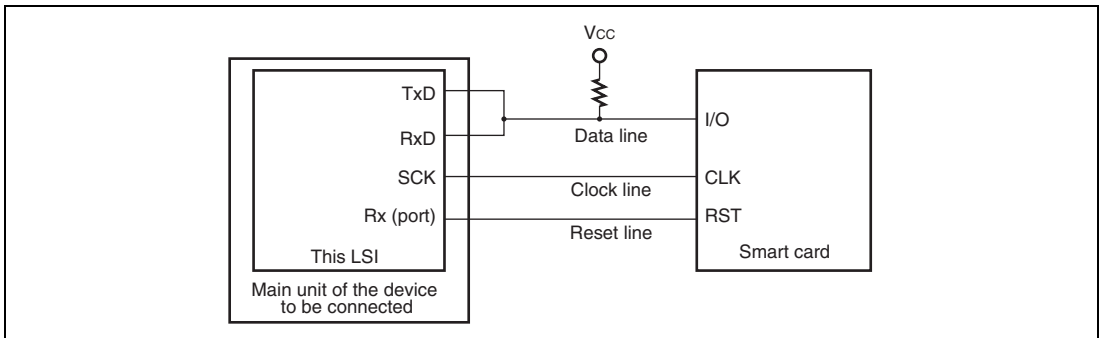 Vcc
TxD
RxD
SCK
Rx (port)
This LSI
Main unit of the device
to be connected
Data line
Clock line
Reset line
I/O
CLK
RST
Smart card